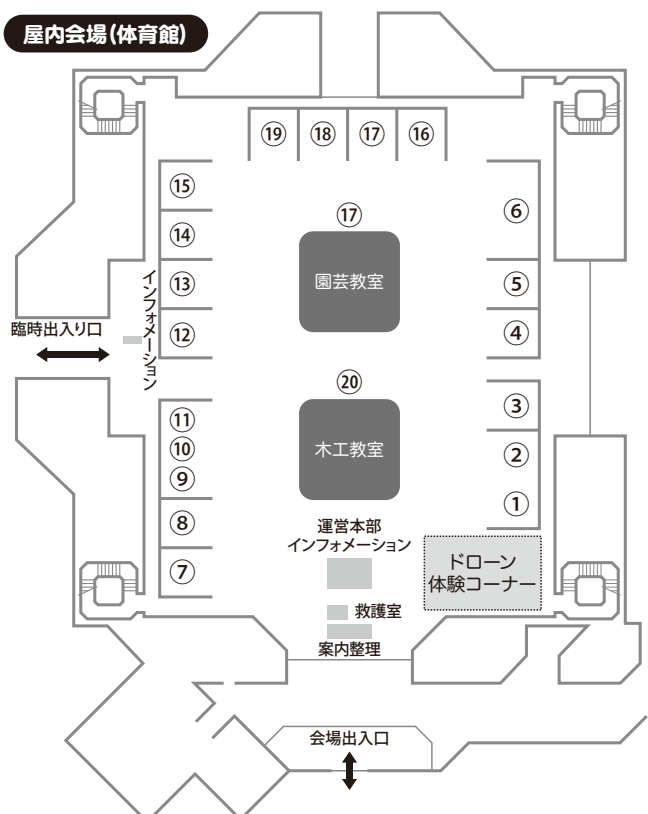 屋内会場(体育館)
⑲ ⑱ ⑰ ⑯
⑮
⑭
⑬
⑫
インフォメーション
臨時出入り口
⑰
園芸教室
⑥
⑤
④
⑪
⑩
⑨
⑧
⑦
⑳
木工教室
③
②
①
運営本部
インフォメーション
ドローン
体験コーナー
救護室
案内整理
会場出入口